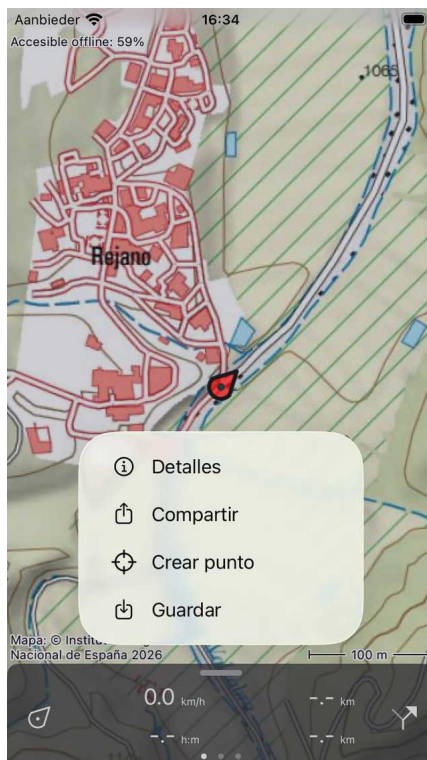 Aanbieder 16:34
Accesible offline: 59%
1065
Rejano
Detalles
Compartir
Crear punto
Guardar
Mapa: © Instit
Nacional de España 2026
100 m
0.0 km/h
-.- km
-.- h:m
-.- km